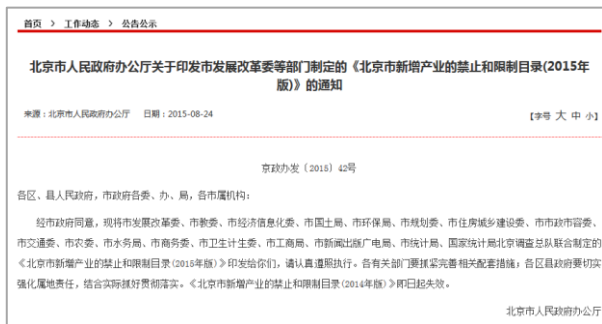 首页 > 工作动态 > 公告公示
北京市人民政府办公厅关于印发市发展改革委等部门制定的《北京市新增产业的禁止和限制目录(2015年
版)》的通知
来源：北京市人民政府办公厅 日期：2015-08-24 【字号 大 中 小】
京政办发〔2015〕42号
各区、县人民政府，市政府各委、办、局，各市属机构：
经市政府同意，现将市发展改革委、市教委、市经济信息化委、市国土局、市环保局、市规划委、市住房城乡建设委、市市政市容委、
市交通委、市农委、市水务局、市商务委、市卫生计生委、市工商局、市新闻出版广电局、市统计局、国家统计局北京调查总队联合制定的
《北京市新增产业的禁止和限制目录(2015年版)》印发给你们，请认真遵照执行。各有关部门要抓紧完善相关配套措施；各区县政府要切实
强化属地责任，结合实际抓好贯彻落实。《北京市新增产业的禁止和限制目录(2014年版)》即日起失效。
北京市人民政府办公厅